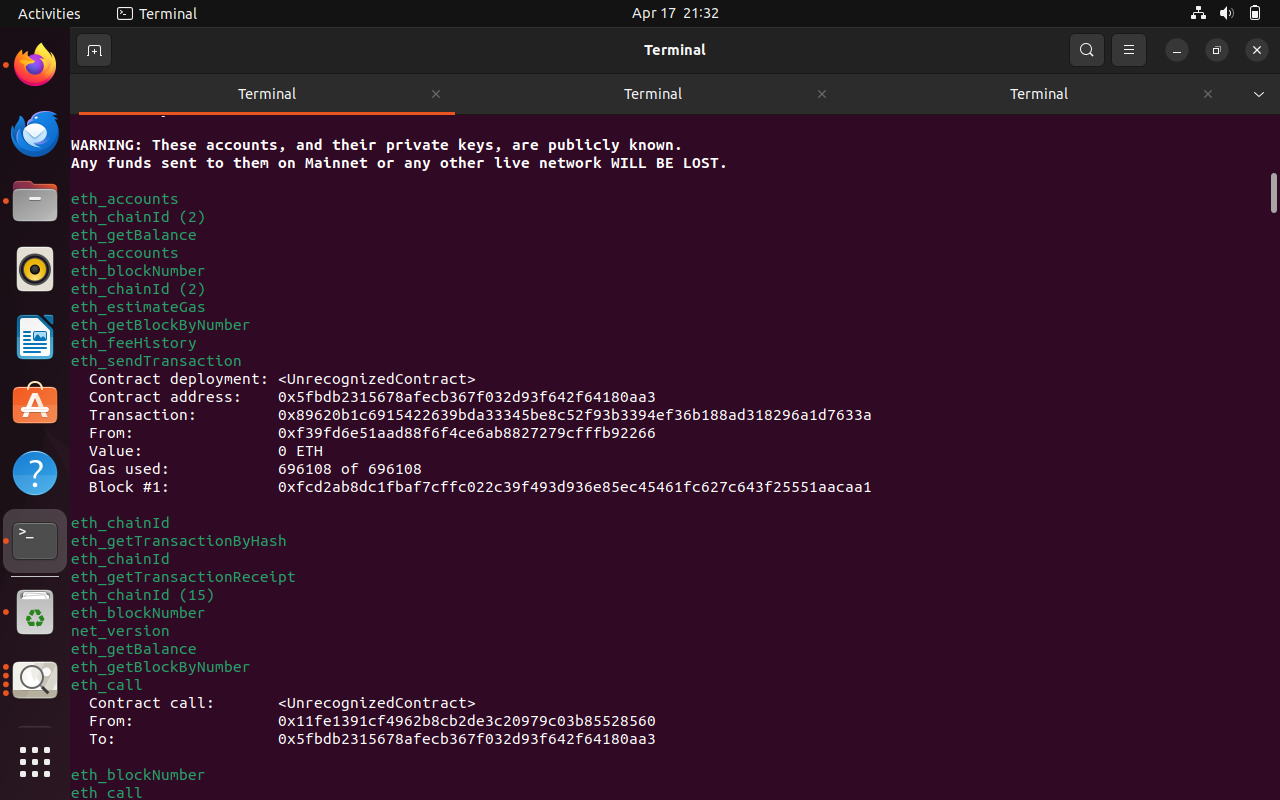 Activities
Terminal
Apr 17 21:32
Terminal
Terminal
Terminal
Terminal
WARNING: These accounts, and their private keys, are publicly known.
Any funds sent to them on Mainnet or any other live network WILL BE LOST.
eth_accounts
eth_chainId (2)
eth_getBalance
eth_accounts
eth_blockNumber
eth_chainId (2)
eth_estimateGas
eth_getBlockByNumber
eth_feeHistory
eth_sendTransaction
Contract deployment: <UnrecognizedContract>
Contract address: 0x5fbdb2315678afecb367f032d93f642f64180aa3
Transaction: 0x89620b1c6915422639bda33345be8c52f93b3394ef36b188ad318296a1d7633a
From: 0xf39fd6e51aad88f6f4ce6ab8827279cfffb92266
Value: 0 ETH
Gas used: 696108 of 696108
Block #1: 0xfcd2ab8dc1fbaf7cffc022c39f493d936e85ec45461fc627c643f25551aacaa1
eth_chainId
eth_getTransactionByHash
eth_chainId
eth_getTransactionReceipt
eth_chainId (15)
eth_blockNumber
net_version
eth_getBalance
eth_getBlockByNumber
eth_call
Contract call: <UnrecognizedContract>
From: 0x11fe1391cf4962b8cb2de3c20979c03b85528560
To: 0x5fbdb2315678afecb367f032d93f642f64180aa3
eth_blockNumber
eth_call